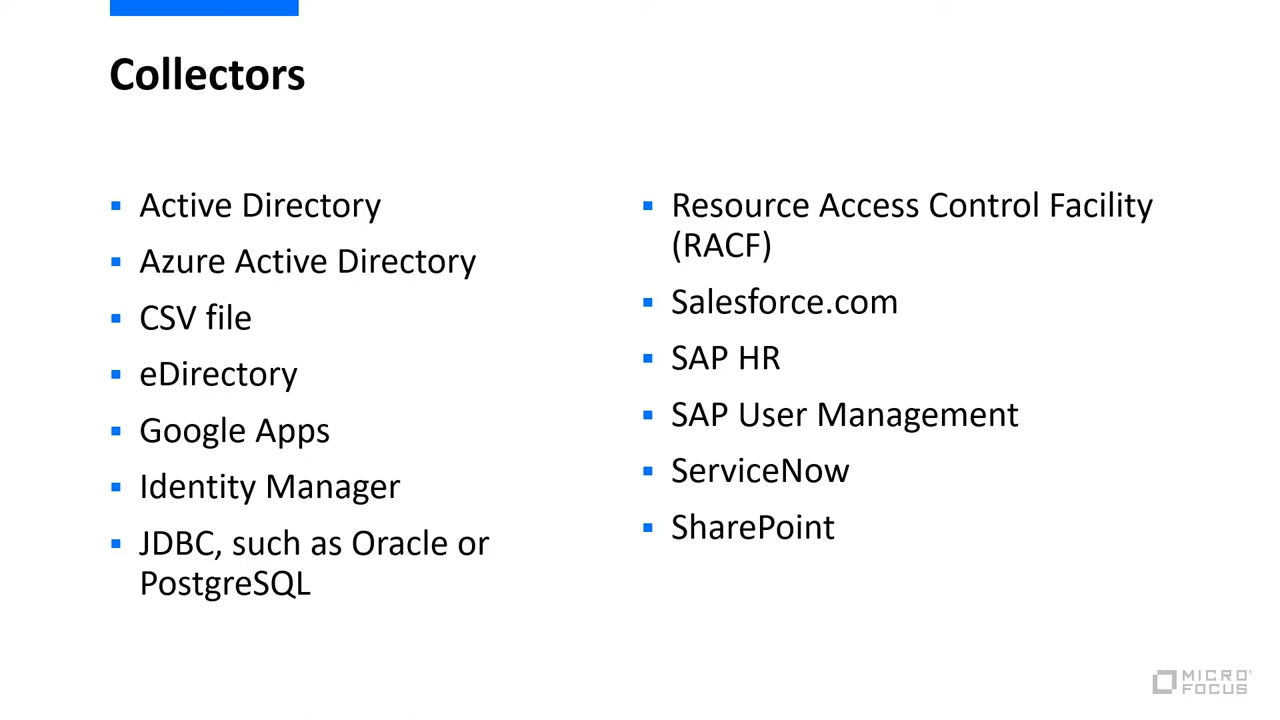 Collectors
Active Directory
Azure Active Directory
CSV file
eDirectory
Google Apps
Identity Manager
JDBC, such as Oracle or
PostgreSQL
Resource Access Control Facility
(RACF)
Salesforce.com
SAP HR
SAP User Management
ServiceNow
SharePoint
MICRO
FOCUS